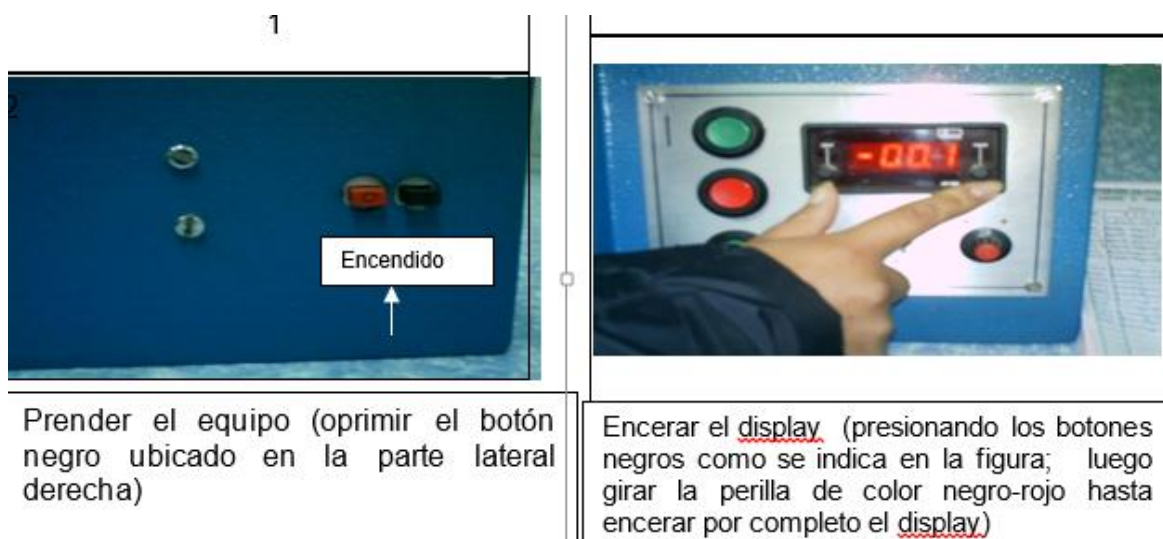 1
2
Encendido
-0.0.1
Prender el equipo (oprimir el botón
negro ubicado en la parte lateral
derecha)
Encerar el display (presionando los botones
negros como se indica en la figura; luego
girar la perilla de color negro-rojo hasta
encerar por completo el display)